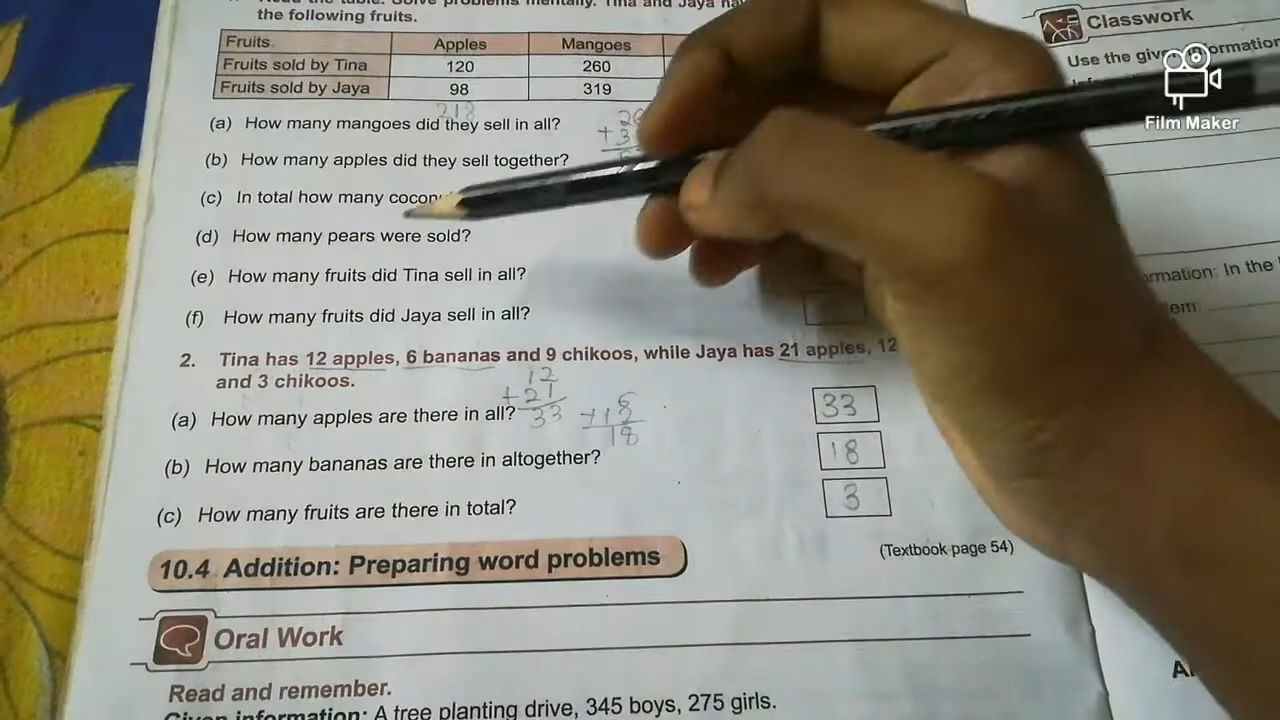 the following fruits.
Fruits Apples Mangoes
Fruits sold by Tina 120 260
Fruits sold by Jaya 98 319
218
(a) How many mangoes did they sell in all?
(b) How many apples did they sell together?
(c) In total how many
(d) How many pears were sold?
(e) How many fruits did Tina sell in all?
(f) How many fruits did Jaya sell in all?
2. Tina has 12 apples, 6 bananas and 9 chikoos, while Jaya has 21 apples, 12
and 3 chikoos.
12
+21
33
6
+12
18
(a) How many apples are there in all? 33
(b) How many bananas are there in altogether? 18
(c) How many fruits are there in total? 3
(Textbook page 54)
10.4 Addition: Preparing word problems
Oral Work
Read and remember.
Given information: A tree planting drive, 345 boys, 275 girls.
Classwork
Use the given information
Film Maker